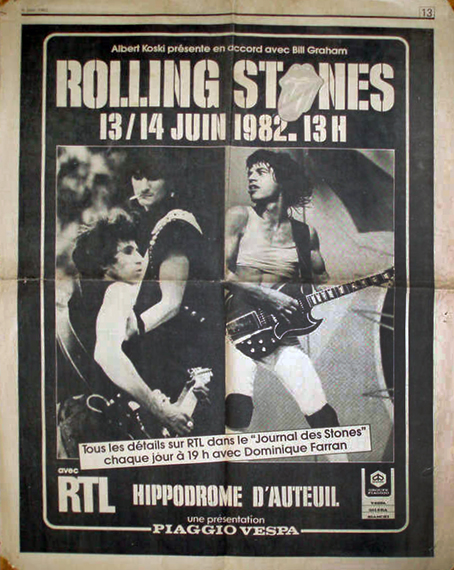 13
Albert Koski présente en accord avec Bill Graham
ROLLING STONES
13/14 JUIN 1982. 13 H
Tous les détails sur RTL dans le "Journal des Stones"
chaque jour à 19 h avec Dominique Farran
avec
RTL HIPPODROME D'AUTEUIL
une présentation
PIAGGIO VESPA
VESPA
GILERA